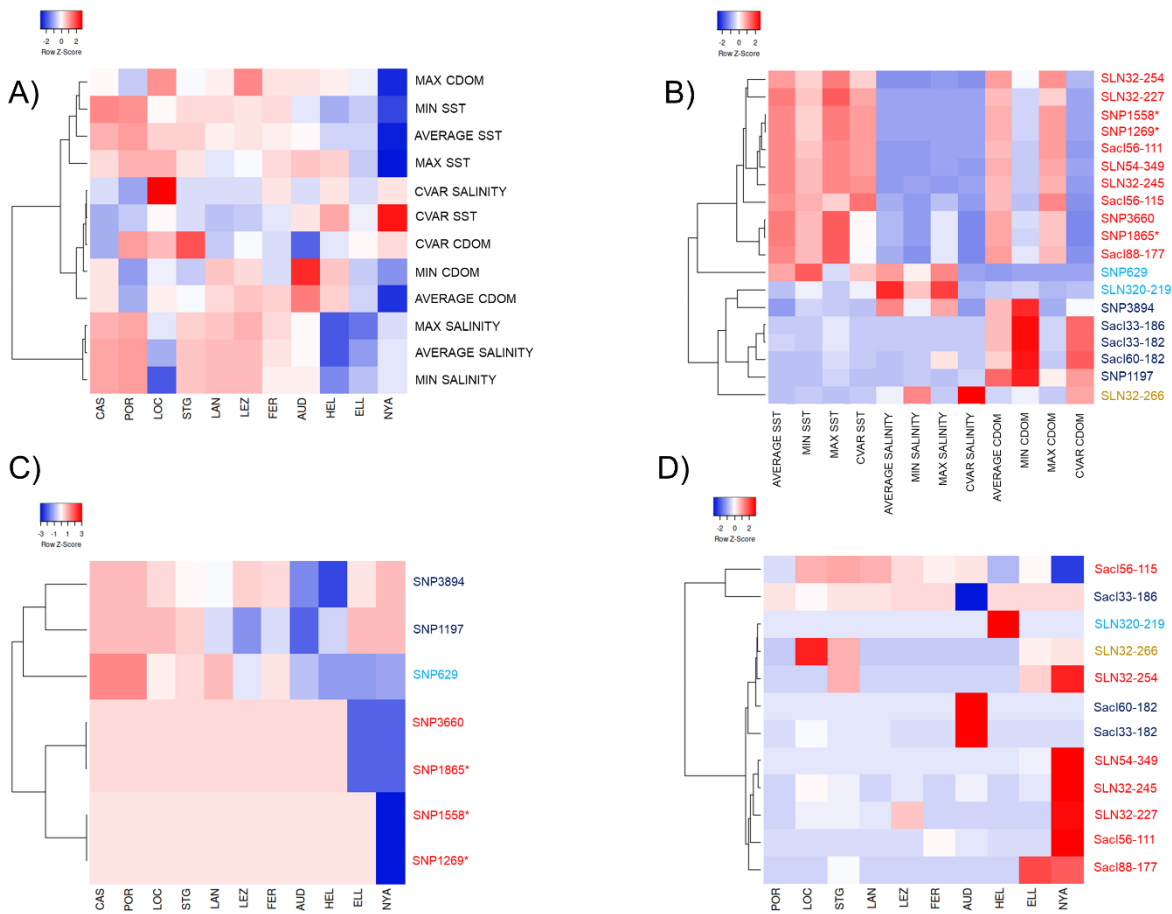 -2 0 2
Row Z-Score
A)
MAX CDOM
MIN SST
AVERAGE SST
MAX SST
CVAR SALINITY
CVAR SST
CVAR CDOM
MIN CDOM
AVERAGE CDOM
MAX SALINITY
AVERAGE SALINITY
MIN SALINITY
CAS POR LOC STG LAN LEZ FER AUD HEL ELL NYA
-2 0 2
Row Z-Score
B)
SLN32-254
SLN32-227
SNP1558*
SNP1269*
SacI56-111
SLN54-349
SLN32-245
SacI56-115
SNP3660
SNP1865*
SacI88-177
SNP629
SLN320-219
SNP3894
SacI33-186
SacI33-182
SacI60-182
SNP1197
SLN32-266
AVERAGE SST
MIN SST
MAX SST
CVAR SST
AVERAGE SALINITY
MIN SALINITY
MAX SALINITY
CVAR SALINITY
AVERAGE CDOM
MIN CDOM
MAX CDOM
CVAR CDOM
C)
-3 -1 1 3
Row Z-Score
SNP3894
SNP1197
SNP629
SNP3660
SNP1865*
SNP1558*
SNP1269*
CAS POR LOC STG LAN LEZ FER AUD HEL ELL NYA
D)
-2 0 2
Row Z-Score
SacI56-115
SacI33-186
SLN320-219
SLN32-266
SLN32-254
SacI60-182
SacI33-182
SLN54-349
SLN32-245
SLN32-227
SacI56-111
SacI88-177
POR LOC STG LAN LEZ FER AUD HEL ELL NYA